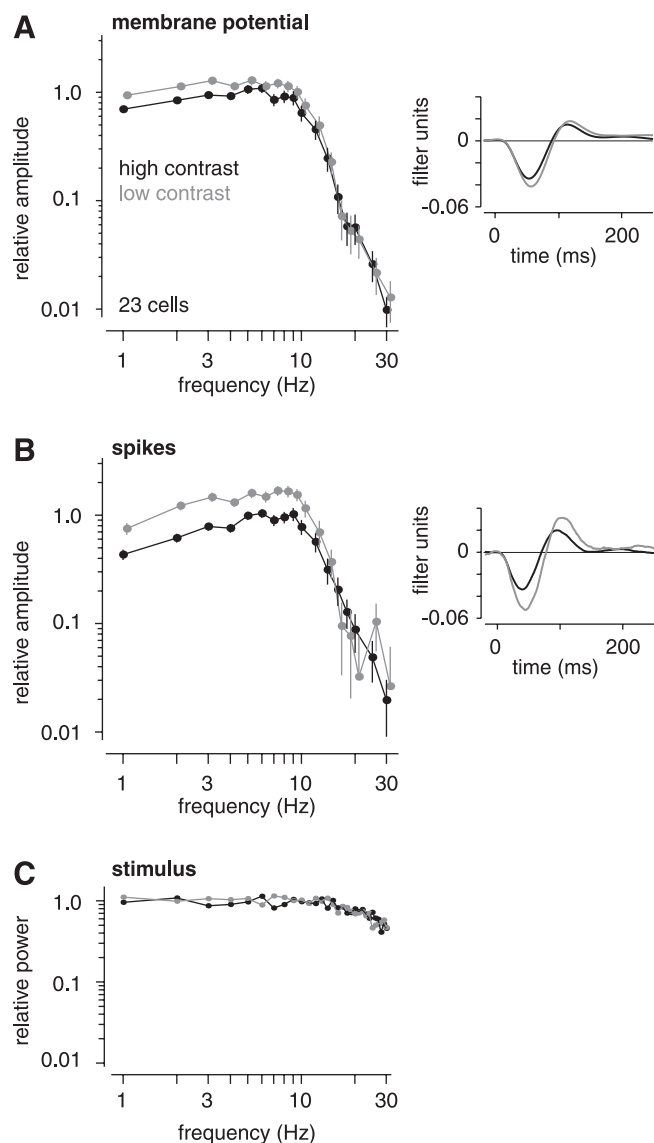 A
membrane potential
1.0
0.1
0.01
relative amplitude
high contrast
low contrast
23 cells
1 3 10 30
frequency (Hz)
filter units
0
-0.06
0 200
time (ms)
B
spikes
1.0
0.1
0.01
relative amplitude
1 3 10 30
frequency (Hz)
filter units
0
-0.06
0 200
time (ms)
C
stimulus
1.0
0.1
0.01
relative power
1 3 10 30
frequency (Hz)